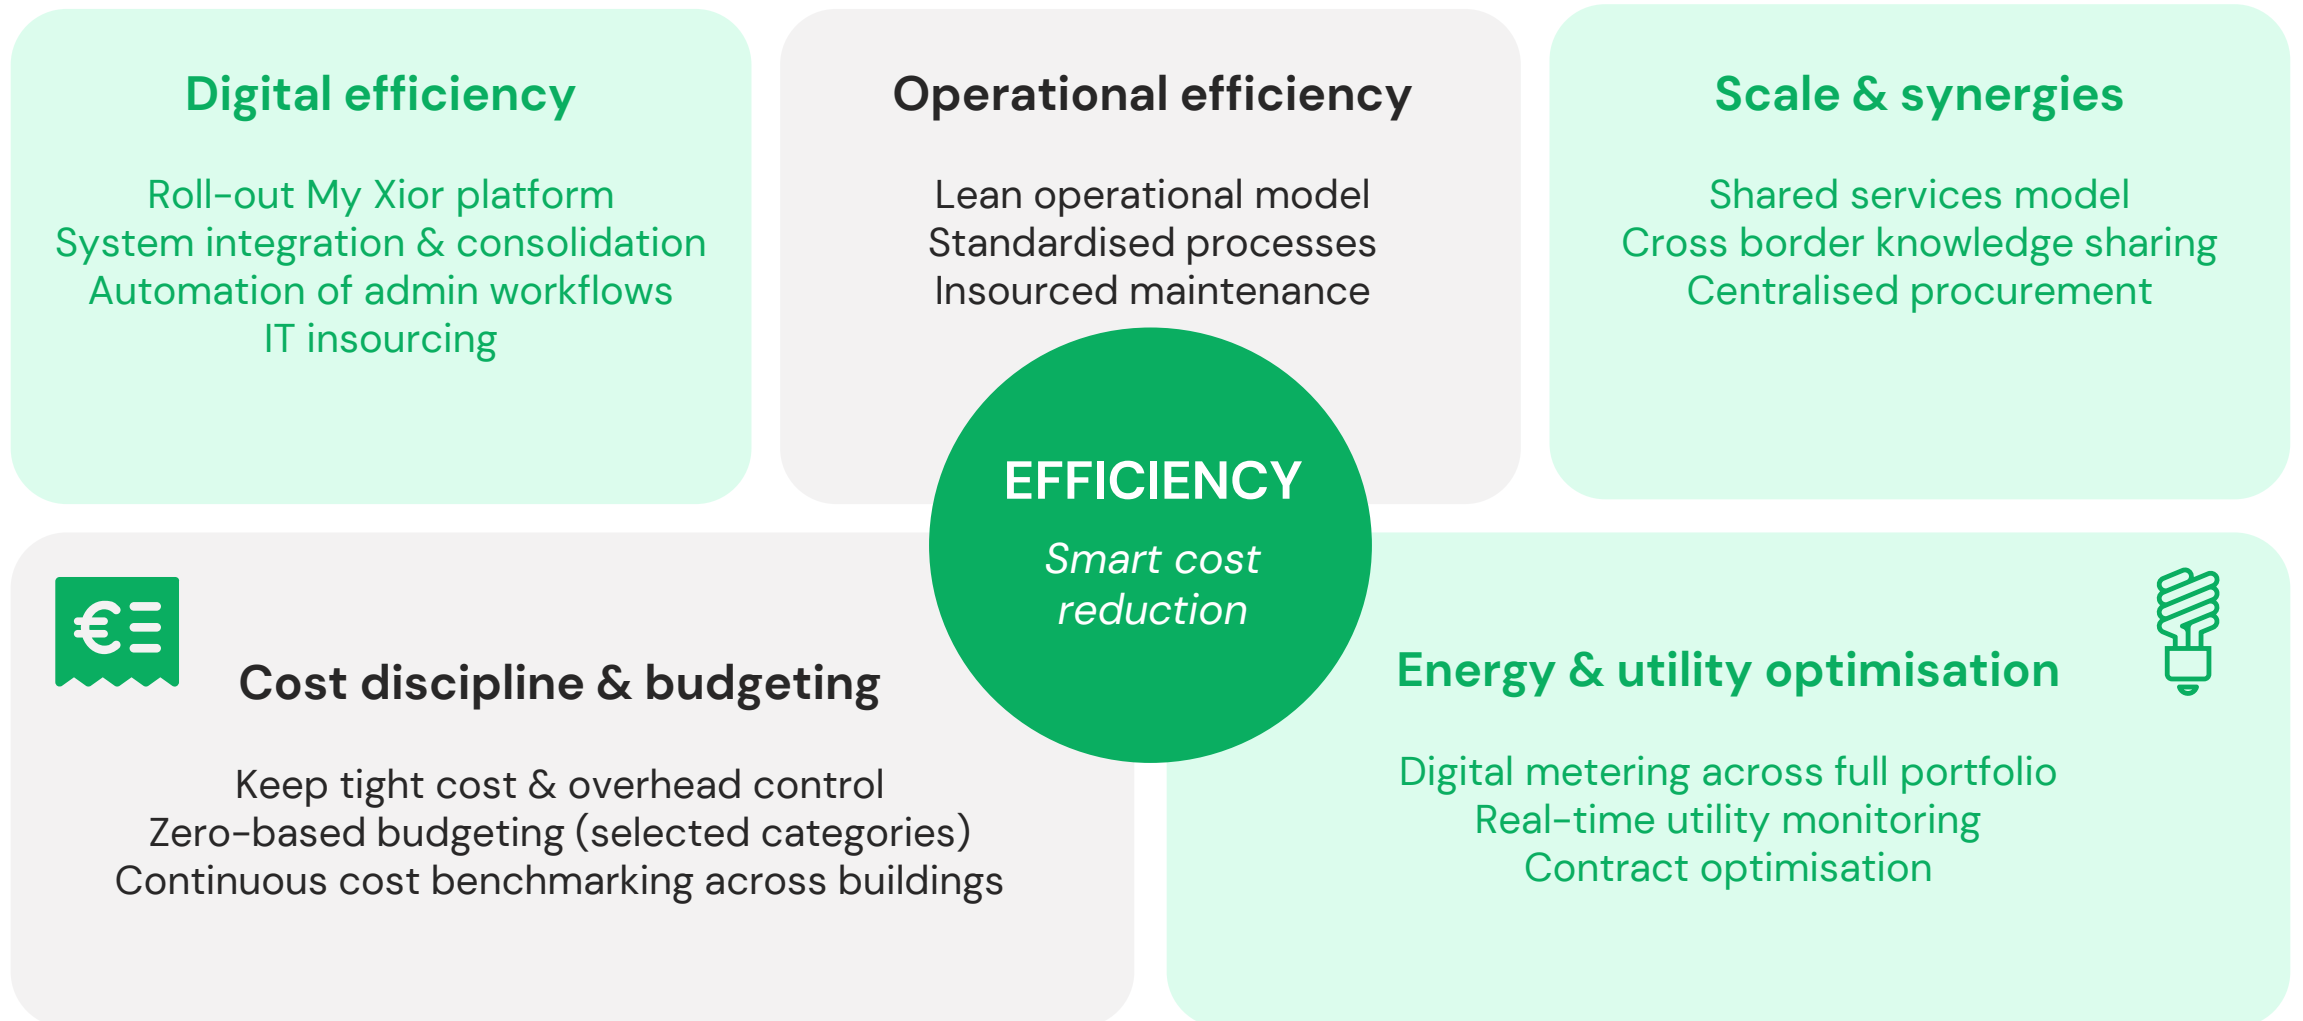 Digital efficiency
Roll-out My Xior platform
System integration & consolidation
Automation of admin workflows
IT insourcing
Operational efficiency
Lean operational model
Standardised processes
Insourced maintenance
Scale & synergies
Shared services model
Cross border knowledge sharing
Centralised procurement
EFFICIENCY
Smart cost
reduction
€
Cost discipline & budgeting
Keep tight cost & overhead control
Zero-based budgeting (selected categories)
Continuous cost benchmarking across buildings
Energy & utility optimisation
Digital metering across full portfolio
Real-time utility monitoring
Contract optimisation